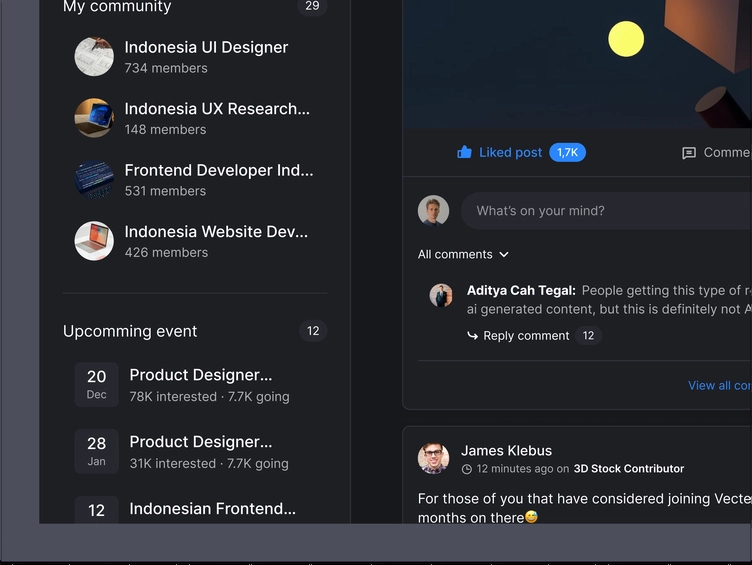 My community
29
Indonesia UI Designer
734 members
Indonesia UX Research...
148 members
Frontend Developer Ind...
531 members
Indonesia Website Dev...
426 members
Upcomming event
12
20
Dec
Product Designer...
78K interested · 7.7K going
28
Jan
Product Designer...
31K interested · 7.7K going
12
Indonesian Frontend...
Liked post 1,7K
Comme
What's on your mind?
All comments
Aditya Cah Tegal: People getting this type of r
ai generated content, but this is definitely not A
Reply comment 12
View all co
James Klebus
12 minutes ago on 3D Stock Contributor
For those of you that have considered joining Vecte
months on there😅